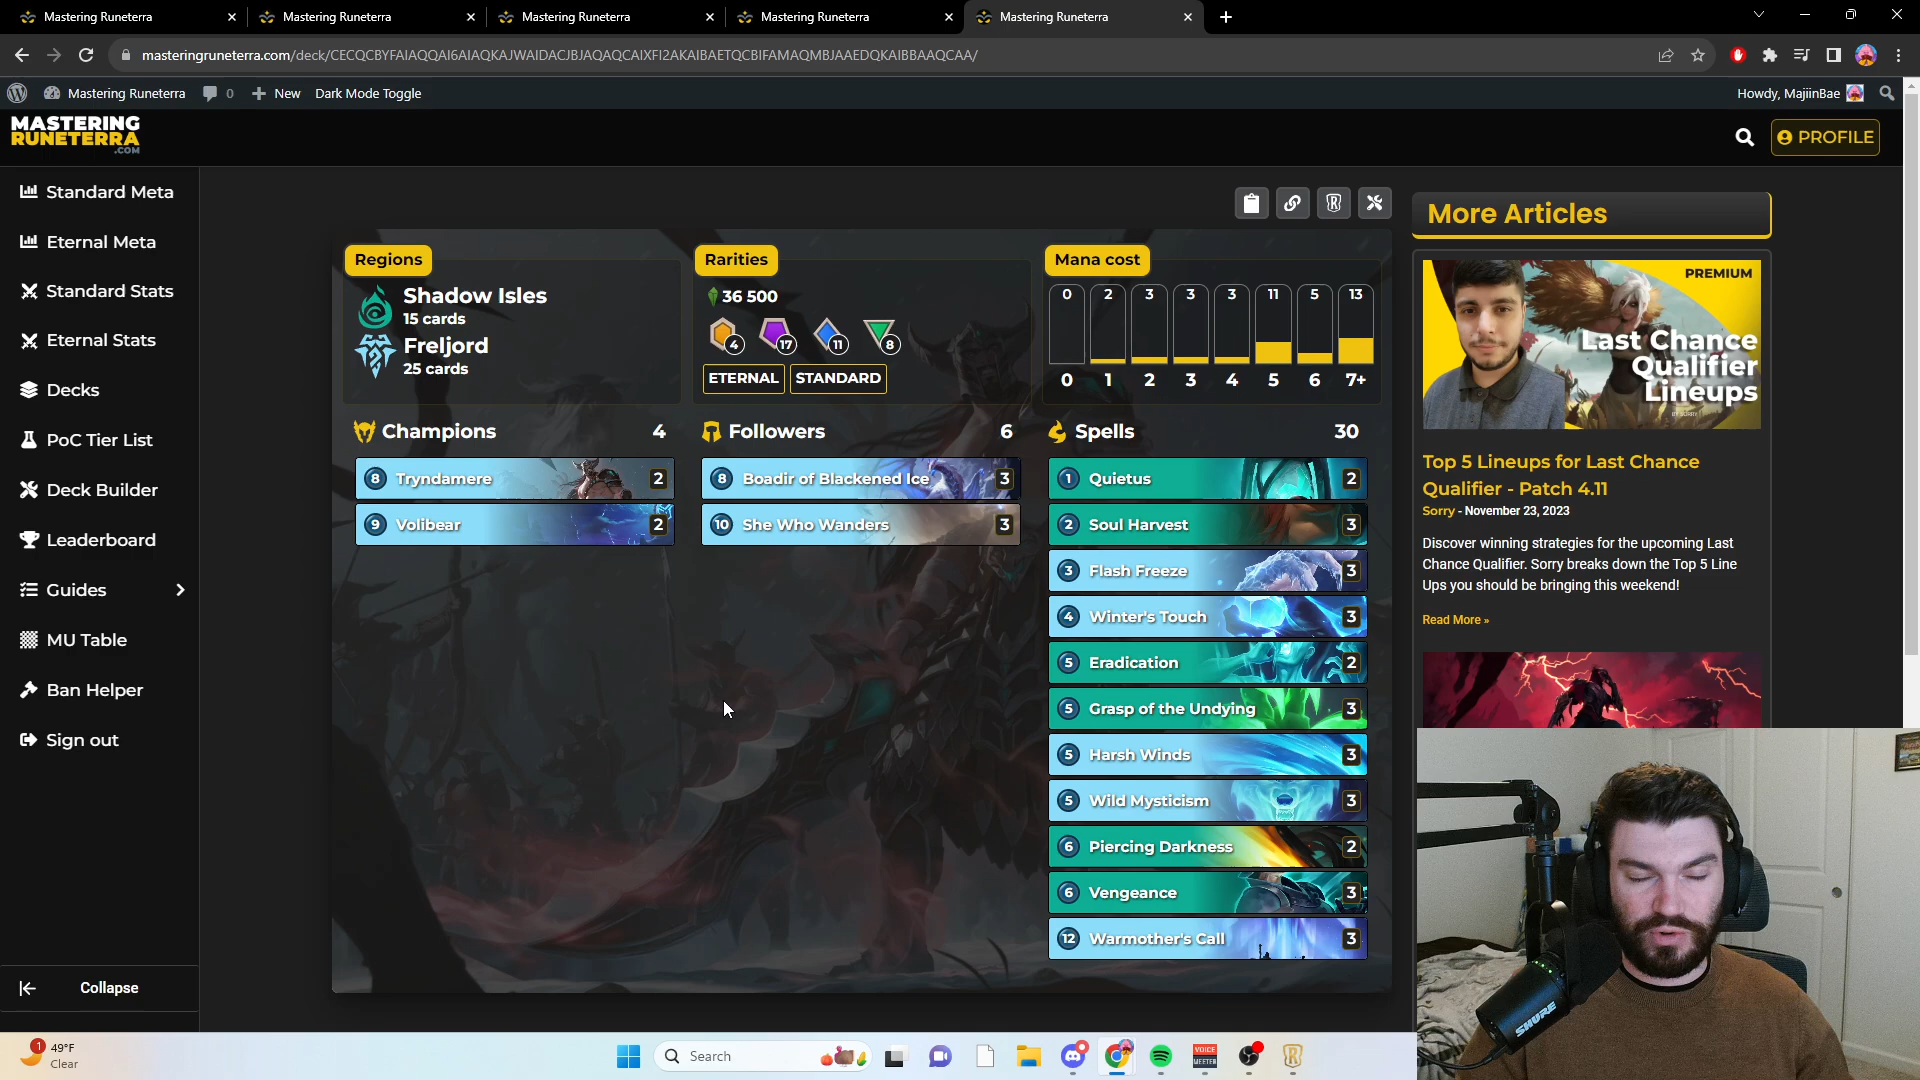 Mastering Runeterra
Mastering Runeterra
Mastering Runeterra
Mastering Runeterra
Mastering Runeterra
masteringruneterra.com/deck/CECQCBYFAIAQQAI6AIAQKAJWAIDACJBJAQAQCAIXFI2AKAIBAETQCBIFAMAQMBJAAEDQKAIBBAAQCAA/
Mastering Runeterra 0 New Dark Mode Toggle
Howdy, MajiinBae
MASTERING
RUNETERRA
.COM
PROFILE
Standard Meta
Eternal Meta
Standard Stats
Eternal Stats
Decks
PoC Tier List
Deck Builder
Leaderboard
Guides
MU Table
Ban Helper
Sign out
Collapse
Regions
Shadow Isles
15 cards
Freljord
25 cards
Rarities
36 500
4 17 11 8
ETERNAL STANDARD
Mana cost
0 2 3 3 3 11 5 13
0 1 2 3 4 5 6 7+
Champions 4
8 Tryndamere 2
9 Volibear 2
Followers 6
8 Boadir of Blackened Ice 3
10 She Who Wanders 3
Spells 30
1 Quietus 2
2 Soul Harvest 3
3 Flash Freeze 3
4 Winter's Touch 3
5 Eradication 2
5 Grasp of the Undying 3
5 Harsh Winds 3
5 Wild Mysticism 3
6 Piercing Darkness 2
6 Vengeance 3
12 Warmother's Call 3
More Articles
PREMIUM
Last Chance
Qualifier
Lineups
BY SORRY
Top 5 Lineups for Last Chance
Qualifier - Patch 4.11
Sorry - November 23, 2023
Discover winning strategies for the upcoming Last
Chance Qualifier. Sorry breaks down the Top 5 Line
Ups you should be bringing this weekend!
Read More »
SHURE
1
49°F
Clear
Search
VOICE
MEETER